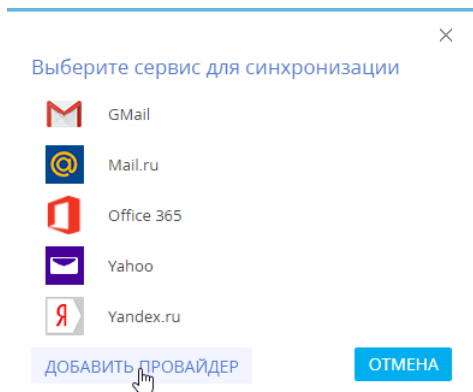 Выберите сервис для синхронизации
GMail
Mail.ru
Office 365
Yahoo
Yandex.ru
ДОБАВИТЬ ПРОВАЙДЕР
ОТМЕНА